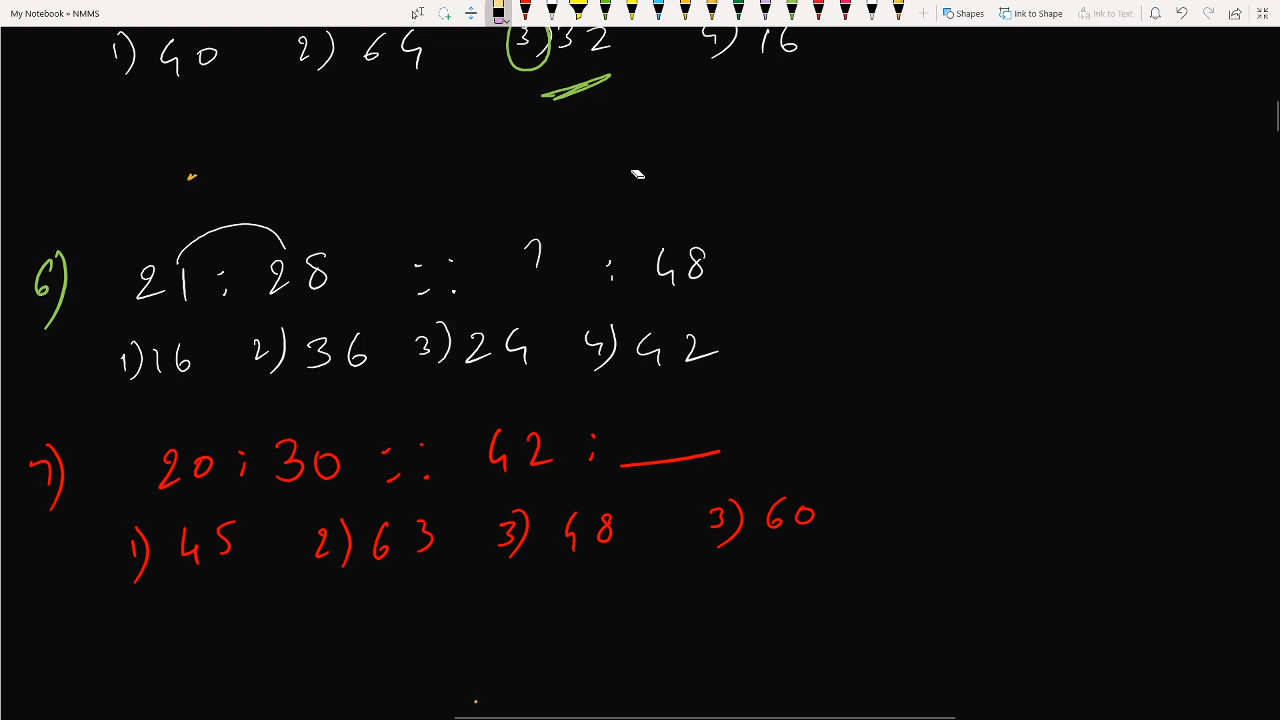 My Notebook » NMMS
Shapes Ink to Shape Ink to Text
1) 40 2) 64 3) 32 4) 16
6) 21 : 28 :: ? : 48
1) 16 2) 36 3) 24 4) 42
7) 20 : 30 :: 42 : ____
1) 45 2) 63 3) 48 3) 60